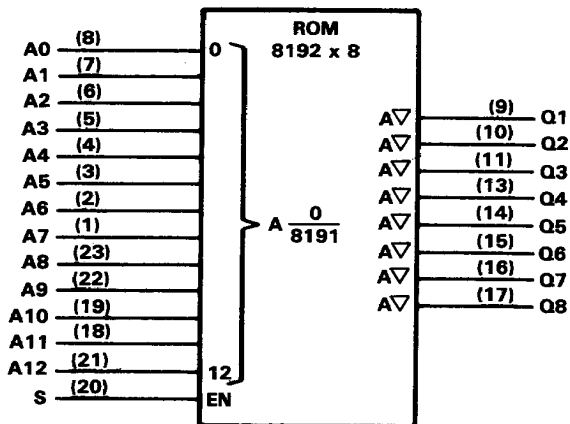 ROM
8192 x 8
A0 (8) 0
A1 (7)
A2 (6)
A3 (5)
A4 (4)
A5 (3)
A6 (2)
A7 (1)
A8 (23)
A9 (22)
A10 (19)
A11 (18)
A12 (21) 12
S (20) EN
A 0
8191
A▽ (9) Q1
A▽ (10) Q2
A▽ (11) Q3
A▽ (13) Q4
A▽ (14) Q5
A▽ (15) Q6
A▽ (16) Q7
A▽ (17) Q8